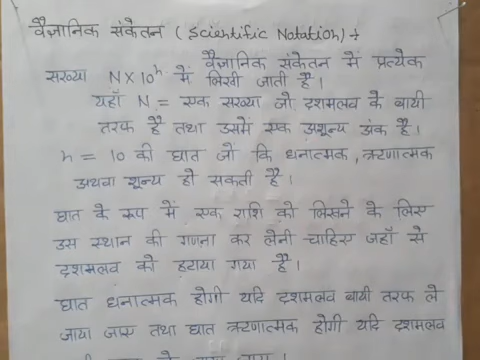 वैज्ञानिक संकेतन (Scientific Notation) :-
वैज्ञानिक संकेतन में प्रत्येक
सख्या N×10ⁿ में लिखी जाती है।
यहाँ N = एक सख्या जो दशमलव के बायी
तरफ है तथा उसमें एक अशून्य अंक है।
n = 10 की घात जो कि धनात्मक, ऋणात्मक
अथवा शून्य हो सकती है।
घात के रूप में एक राशि को लिखने के लिए
उस स्थान की गणना कर लेनी चाहिए जहाँ से
दशमलव को हटाया गया है।
घात धनात्मक होगी यदि दशमलव बायी तरफ ले
जाया जाए तथा घात ऋणात्मक होगी यदि दशमलव